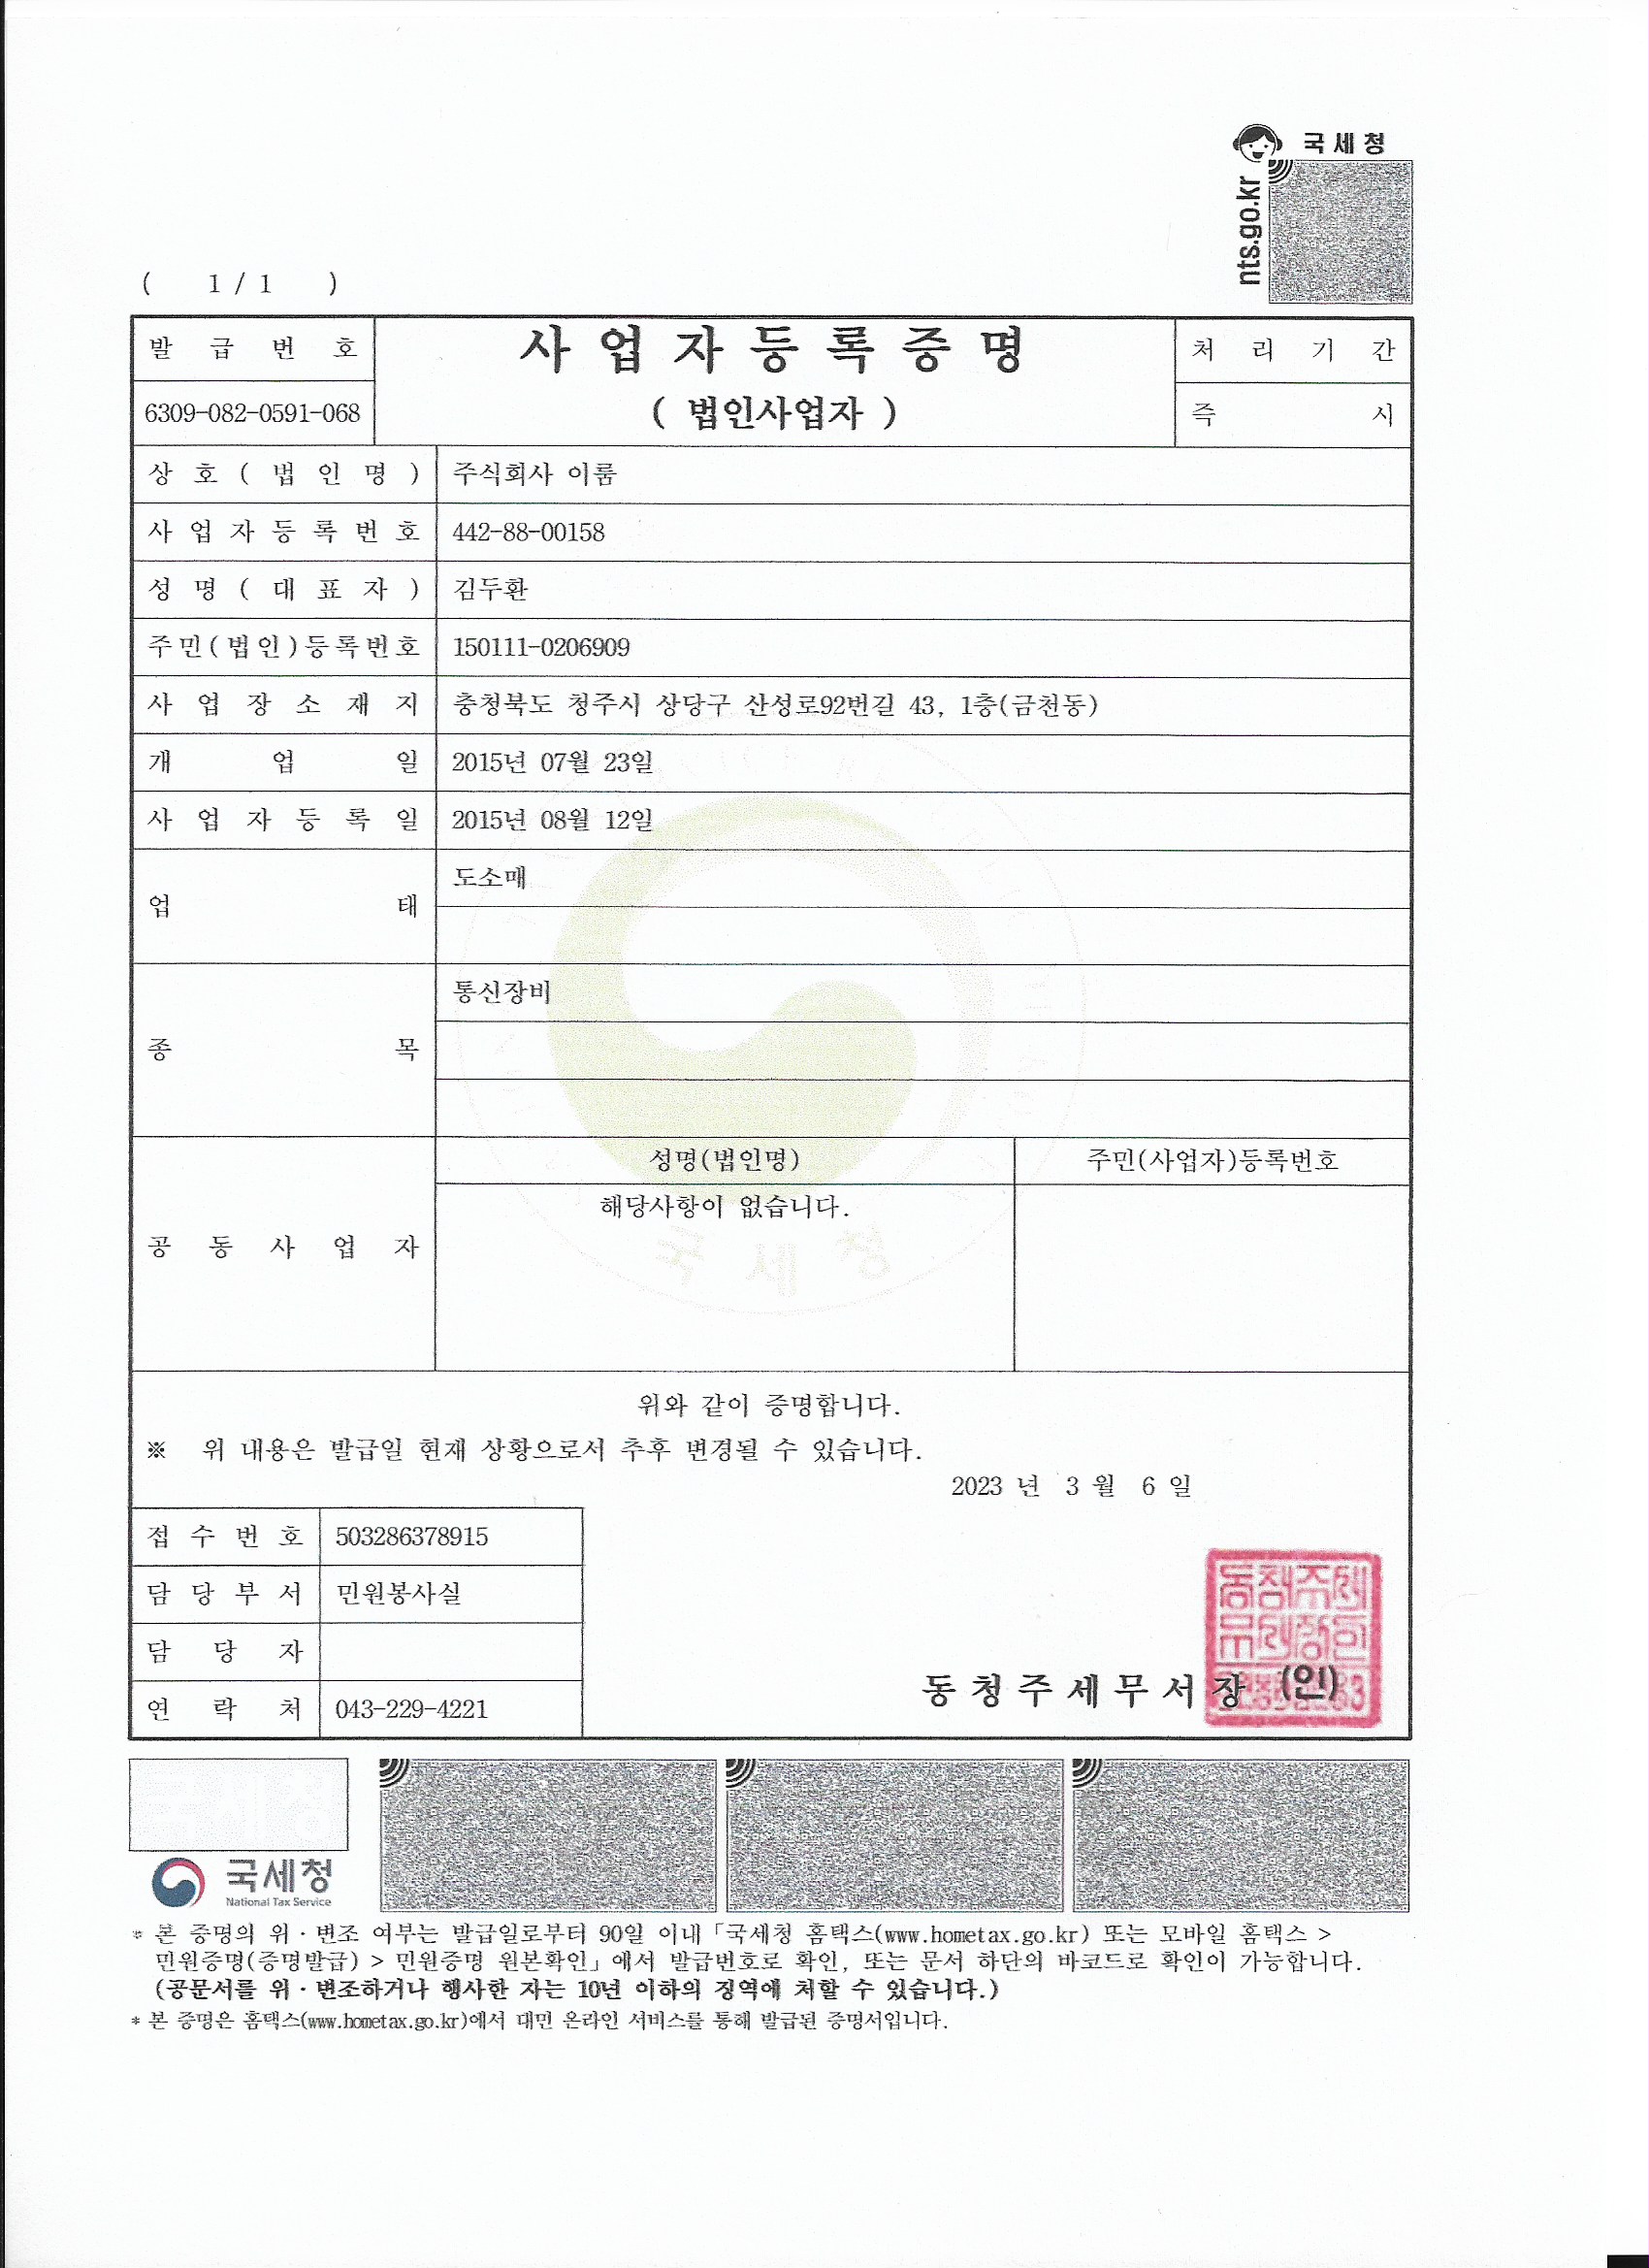 국세청
nts.go.kr
( 1 / 1 )
발 급 번 호
6309-082-0591-068
사 업 자 등 록 증 명
( 법인사업자 )
처 리 기 간
즉 시
상 호 ( 법 인 명 ) 주식회사 이룸
사 업 자 등 록 번 호 442-88-00158
성 명 ( 대 표 자 ) 김두환
주민(법인)등록번호 150111-0206909
사 업 장 소 재 지 충청북도 청주시 상당구 산성로92번길 43, 1층(금천동)
개 업 일 2015년 07월 23일
사 업 자 등 록 일 2015년 08월 12일
업 태 도소매
종 목 통신장비
공 동 사 업 자
성명(법인명) 주민(사업자)등록번호
해당사항이 없습니다.
국 세 청
위와 같이 증명합니다.
※ 위 내용은 발급일 현재 상황으로서 추후 변경될 수 있습니다.
2023 년 3 월 6 일
접 수 번 호 503286378915
담 당 부 서 민원봉사실
담 당 자
연 락 처 043-229-4221
동 청 주 세 무 서 장 (인)
국세청
National Tax Service
* 본 증명의 위·변조 여부는 발급일로부터 90일 이내「국세청 홈택스(www.hometax.go.kr) 또는 모바일 홈택스 >
민원증명(증명발급) > 민원증명 원본확인」에서 발급번호로 확인, 또는 문서 하단의 바코드로 확인이 가능합니다.
(공문서를 위·변조하거나 행사한 자는 10년 이하의 징역에 처할 수 있습니다.)
* 본 증명은 홈택스(www.hometax.go.kr)에서 대민 온라인 서비스를 통해 발급된 증명서입니다.